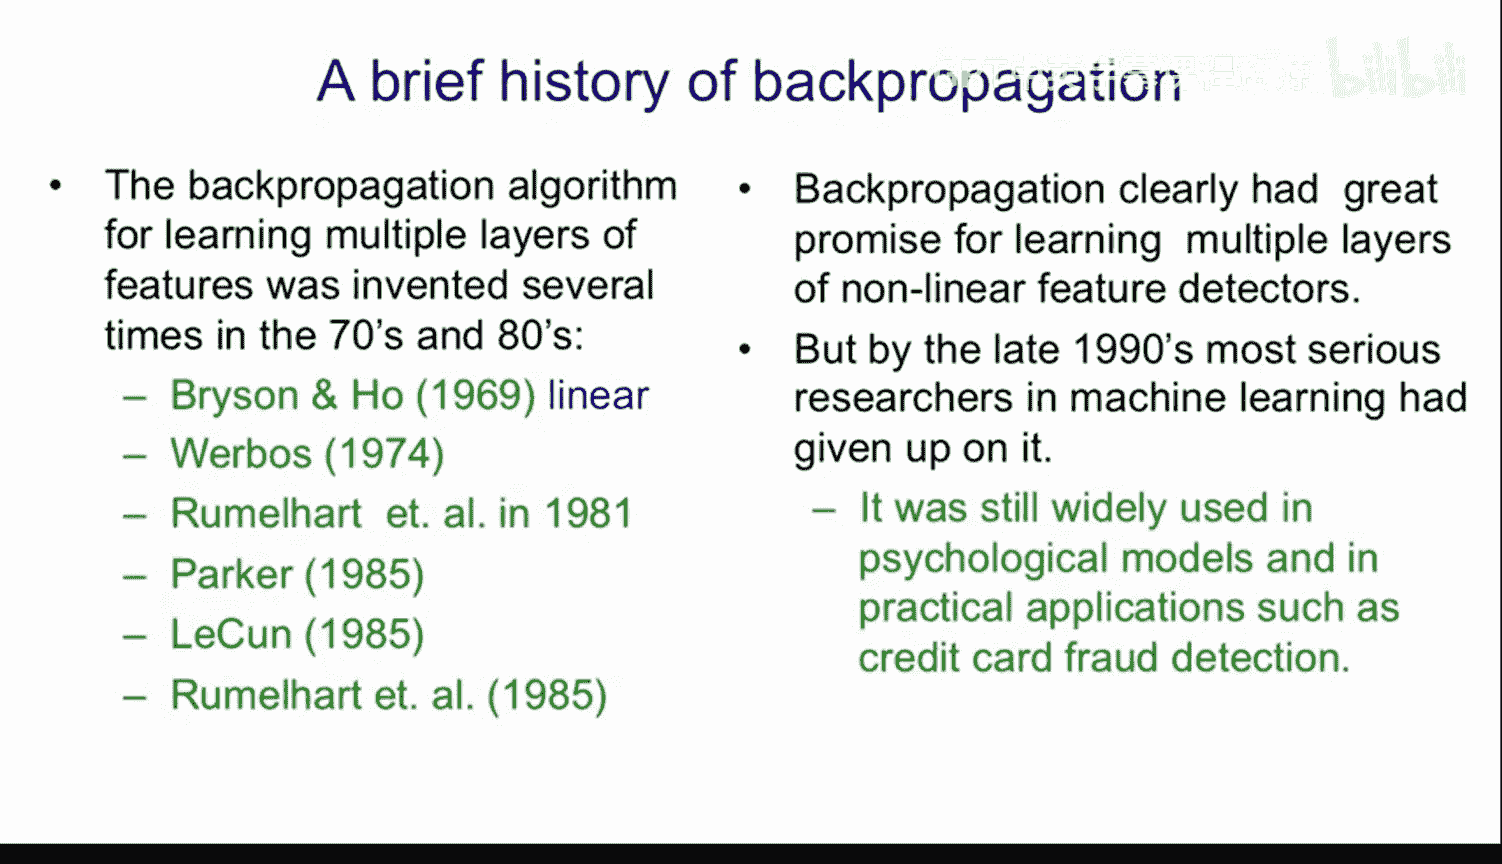 A brief history of backpropagation
bilibili
• The backpropagation algorithm
for learning multiple layers of
features was invented several
times in the 70’s and 80’s:
– Bryson & Ho (1969) linear
– Werbos (1974)
– Rumelhart et. al. in 1981
– Parker (1985)
– LeCun (1985)
– Rumelhart et. al. (1985)
• Backpropagation clearly had great
promise for learning multiple layers
of non-linear feature detectors.
• But by the late 1990’s most serious
researchers in machine learning had
given up on it.
– It was still widely used in
psychological models and in
practical applications such as
credit card fraud detection.